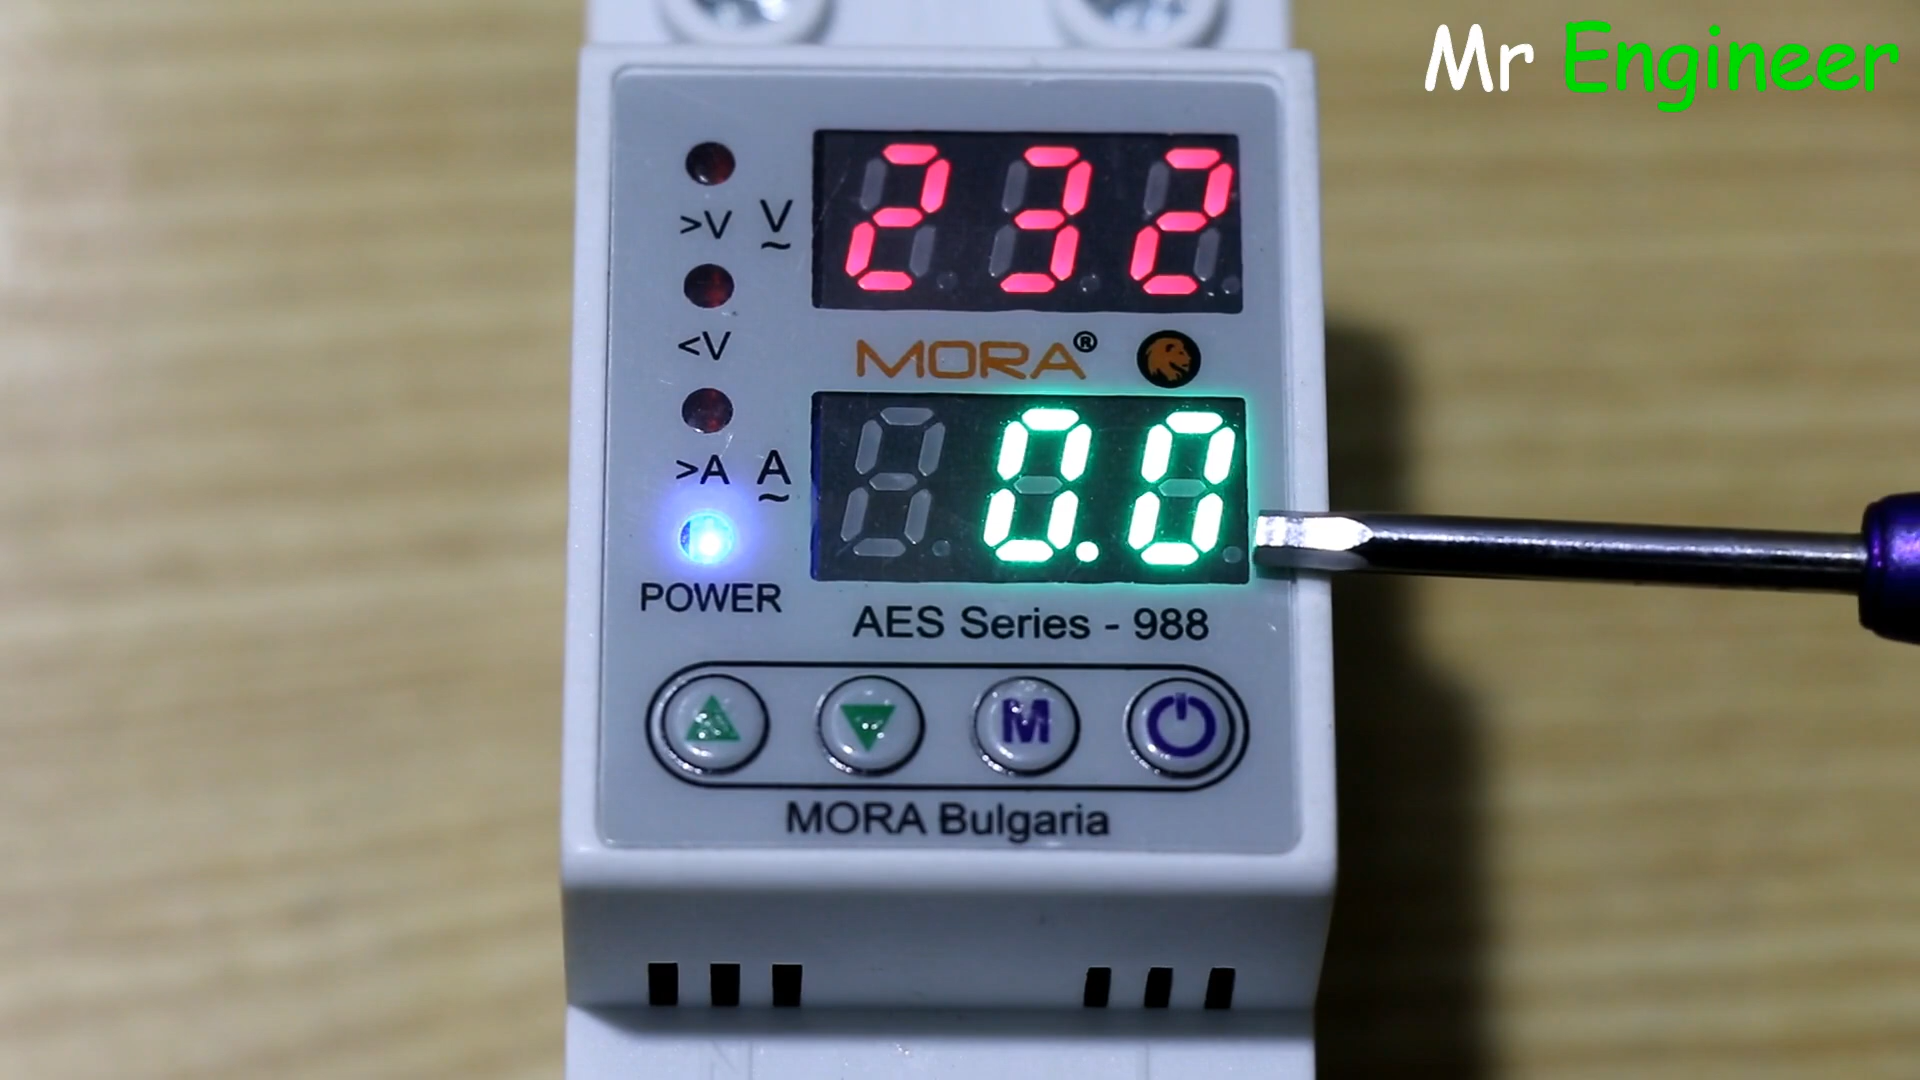 Mr Engineer
>V V~ 232
<V
MORA®
>A A~ 0.0
POWER
AES Series - 988
M
MORA Bulgaria